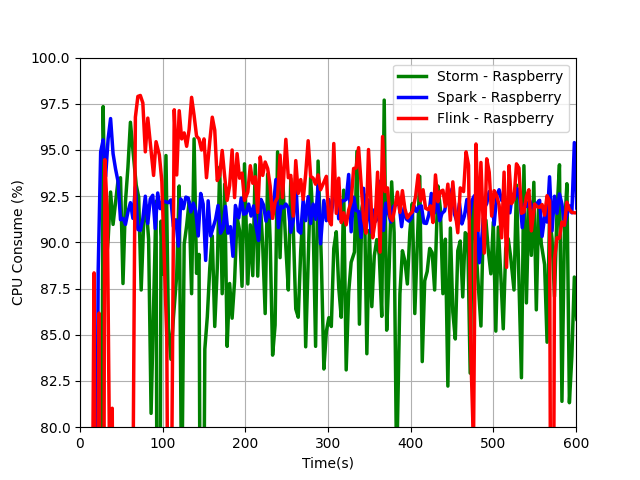 100.0
97.5
95.0
92.5
90.0
87.5
85.0
82.5
80.0
CPU Consume (%)
Storm - Raspberry
Spark - Raspberry
Flink - Raspberry
0 100 200 300 400 500 600
Time(s)